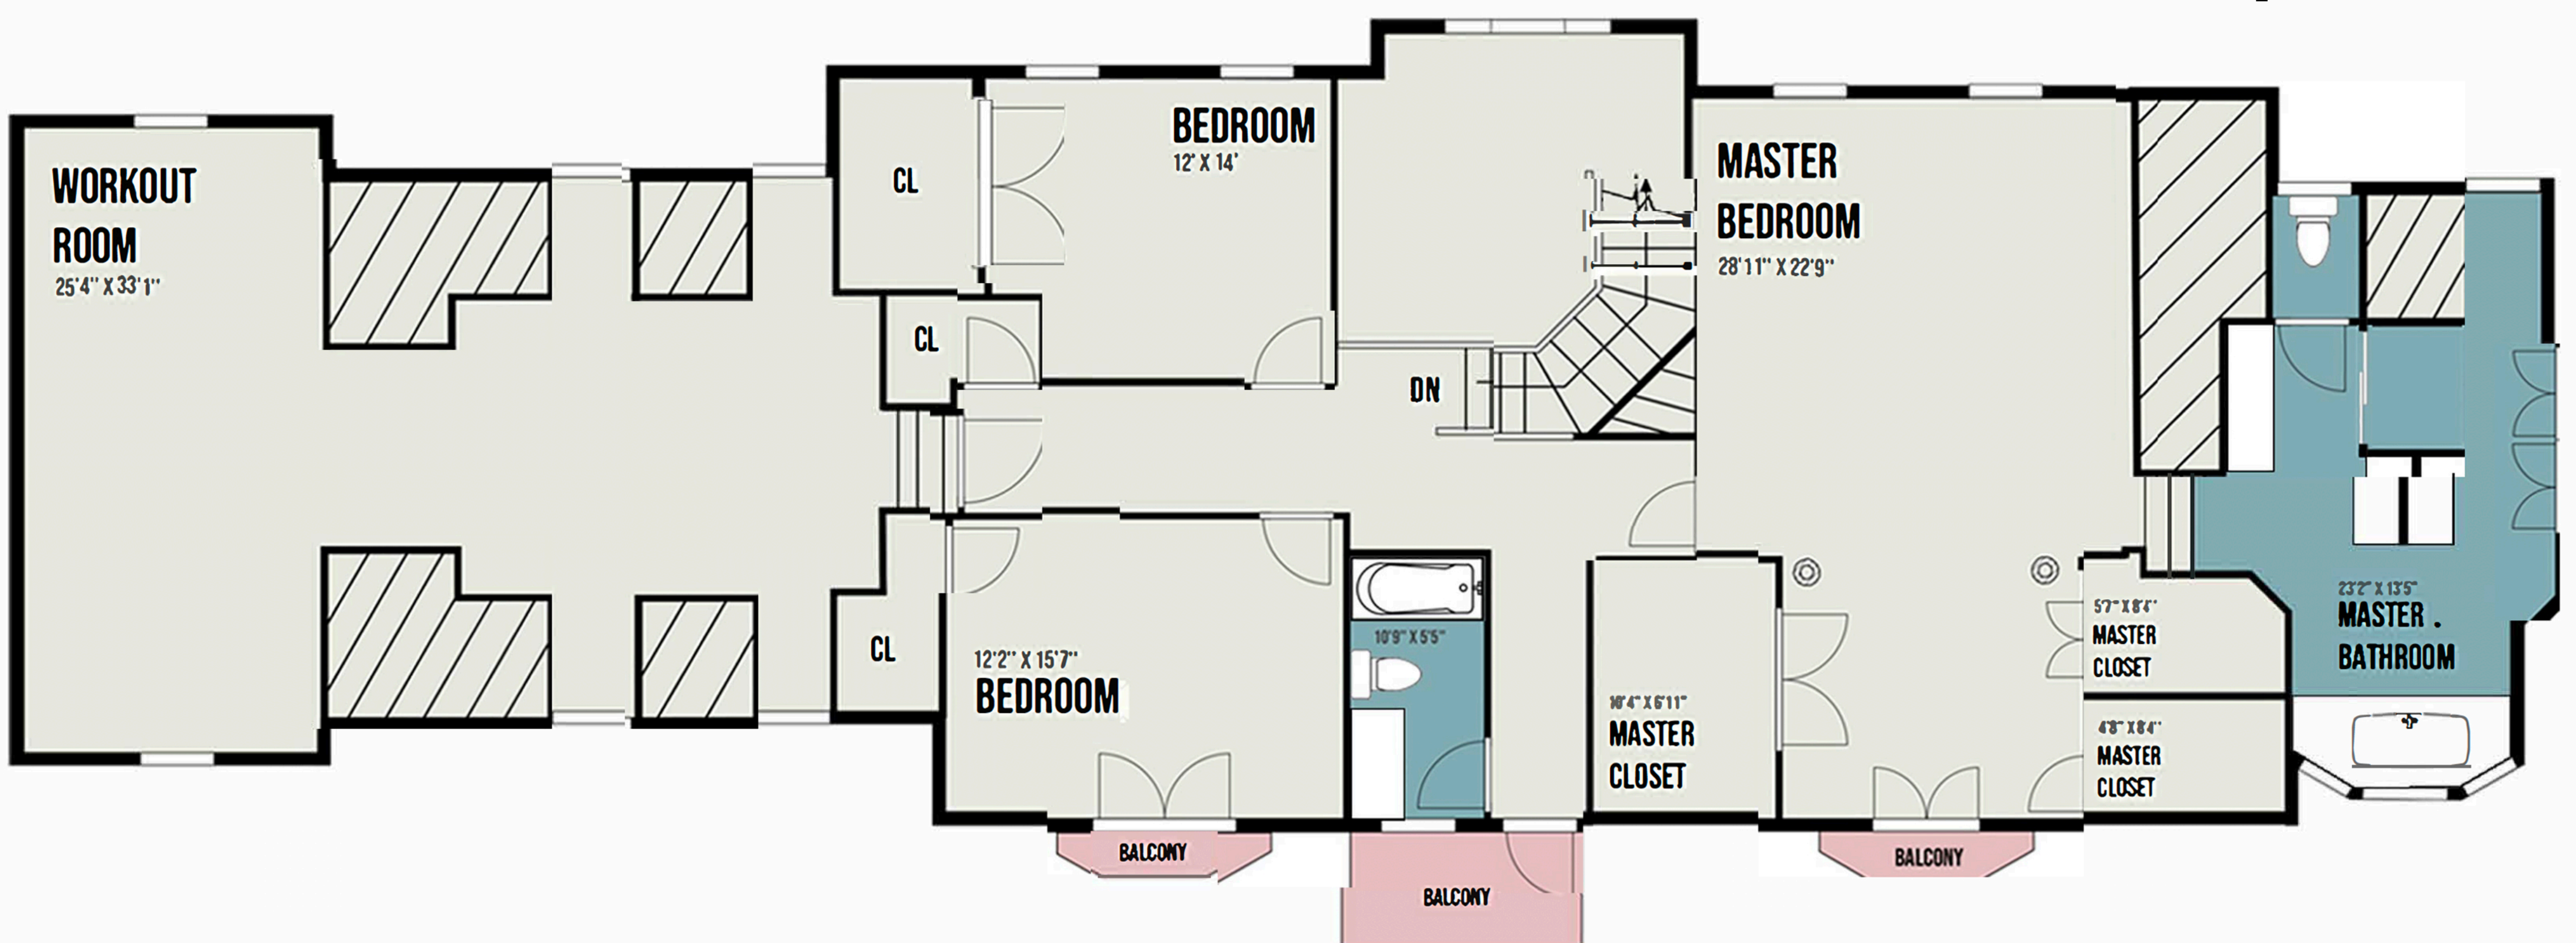 WORKOUT
ROOM
25'4" X 33'1"
CL
BEDROOM
12' X 14'
CL
DN
MASTER
BEDROOM
28'11" X 22'9"
CL
12'2" X 15'7"
BEDROOM
10'9" X 5'5"
10'4" X 6'11"
MASTER
CLOSET
5'7" X 8'4"
MASTER
CLOSET
4'8" X 8'4"
MASTER
CLOSET
23'2" X 13'5"
MASTER .
BATHROOM
BALCONY
BALCONY
BALCONY